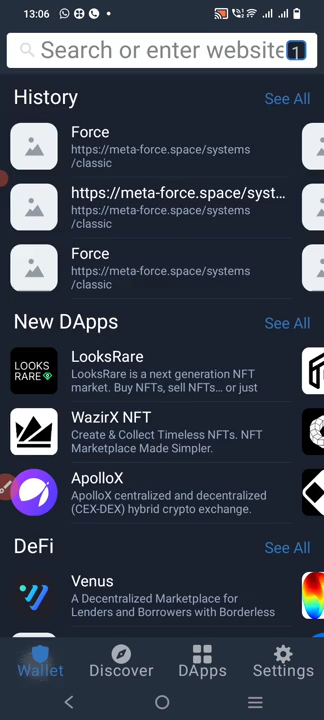 13:06
Search or enter website
1
History
See All
Force
https://meta-force.space/systems
/classic
https://meta-force.space/syst...
https://meta-force.space/systems
/classic
Force
https://meta-force.space/systems
/classic
New DApps
See All
LOOKS
RARE
LooksRare
LooksRare is a next generation NFT
market. Buy NFTs, sell NFTs... or just
WazirX NFT
Create & Collect Timeless NFTs. NFT
Marketplace Made Simpler.
ApolloX
ApolloX centralized and decentralized
(CEX-DEX) hybrid crypto exchange.
DeFi
See All
Venus
A Decentralized Marketplace for
Lenders and Borrowers with Borderless
Wallet
Discover
DApps
Settings